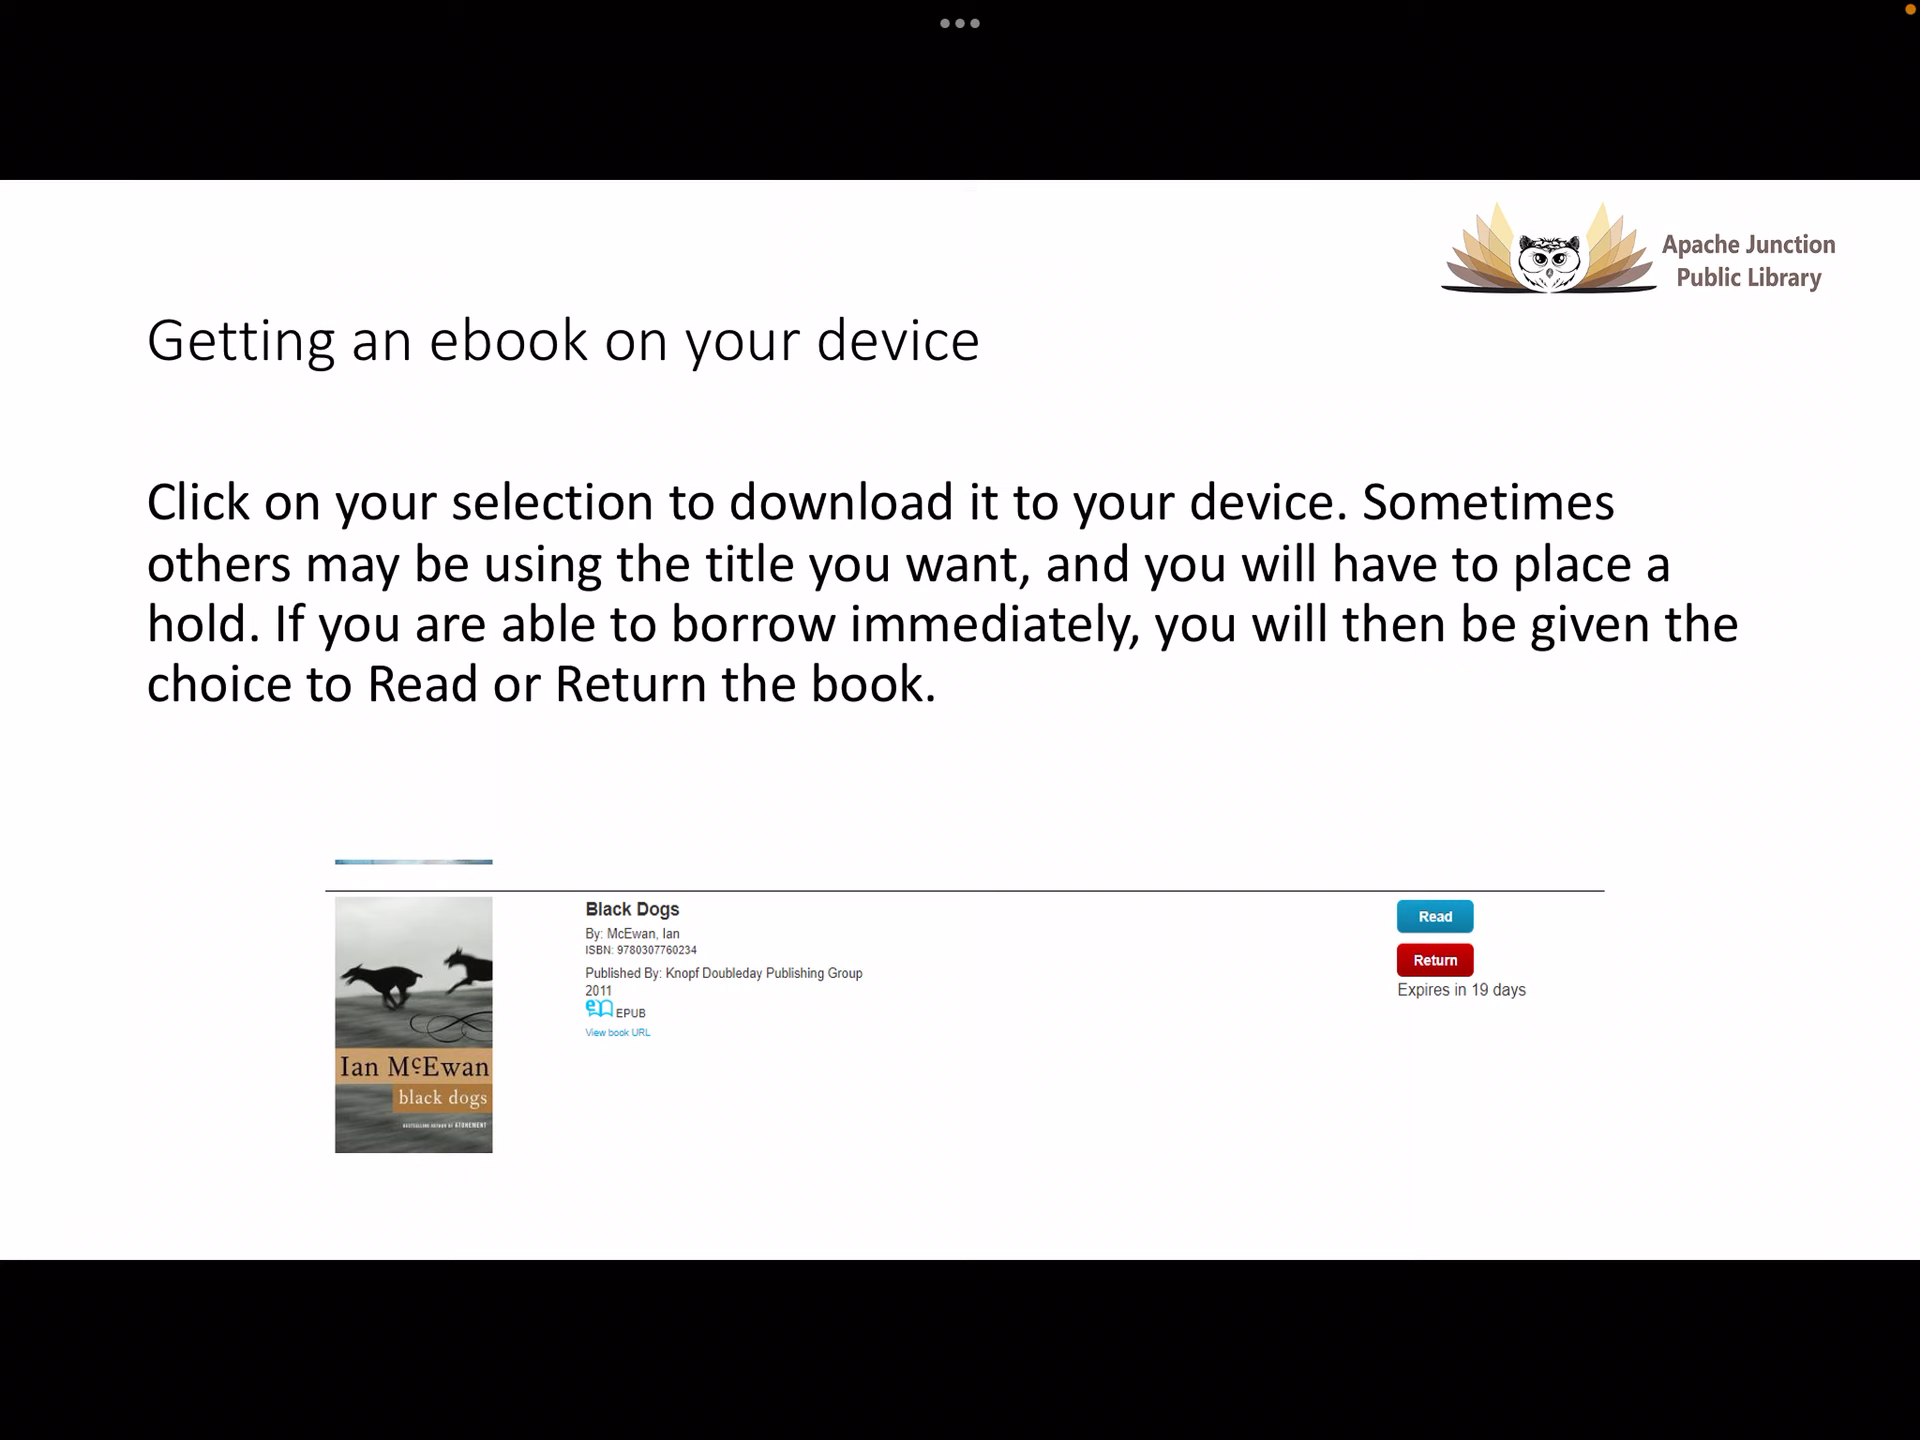 Apache Junction
Public Library
Getting an ebook on your device
Click on your selection to download it to your device. Sometimes
others may be using the title you want, and you will have to place a
hold. If you are able to borrow immediately, you will then be given the
choice to Read or Return the book.
Black Dogs
By: McEwan, Ian
ISBN: 9780307760234
Published By: Knopf Doubleday Publishing Group
2011
EPUB
View book URL
Read
Return
Expires in 19 days
Ian McEwan
black dogs
BESTSELLING AUTHOR OF ATONEMENT